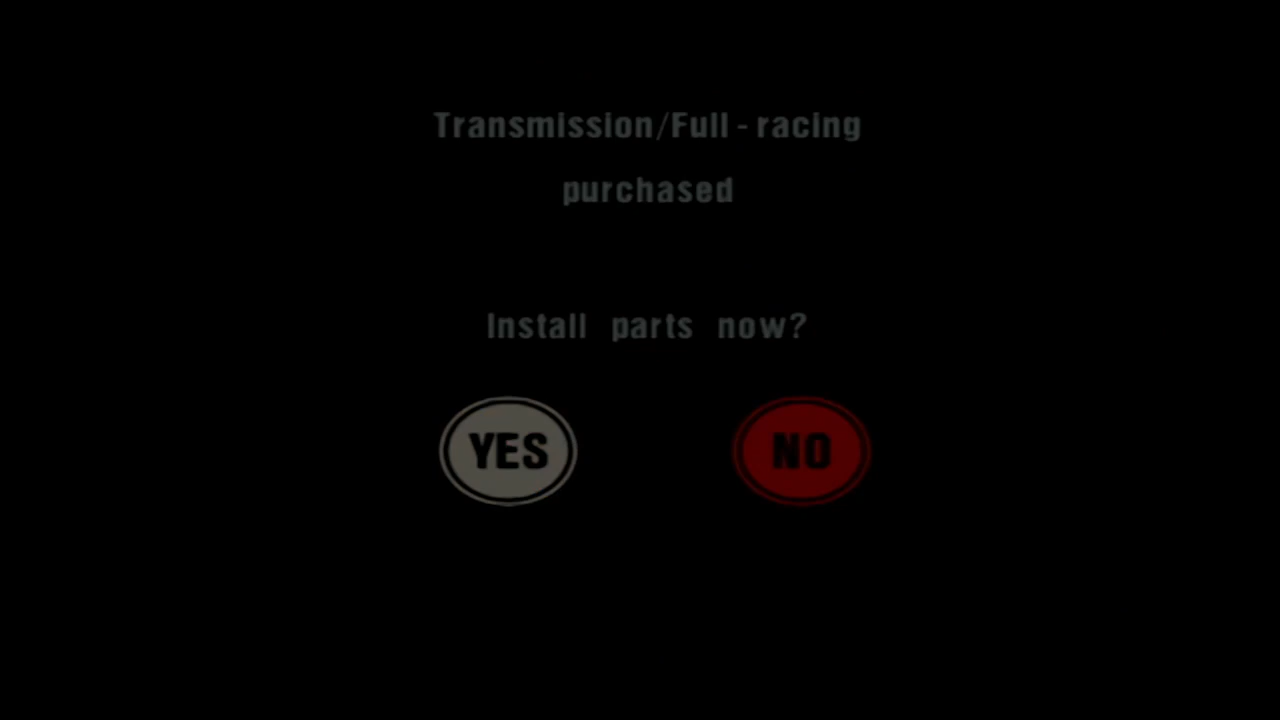 Transmission/Full-racing
purchased
Install parts now?
YES NO